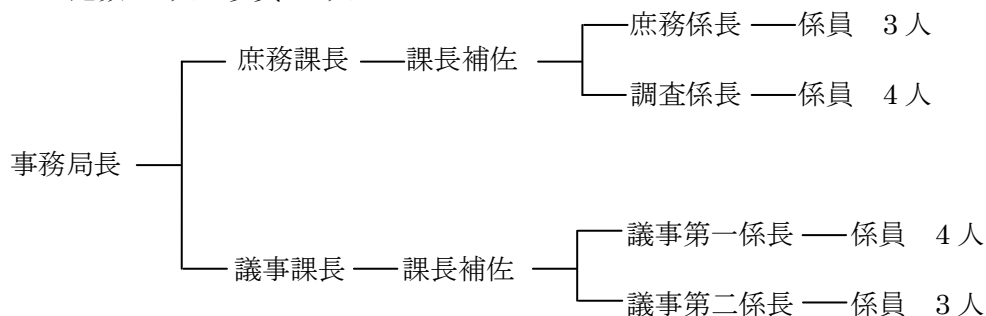 庶務係長 係員 3人
庶務課長 課長補佐
調査係長 係員 4人
事務局長
議事第一係長 係員 4人
議事課長 課長補佐
議事第二係長 係員 3人